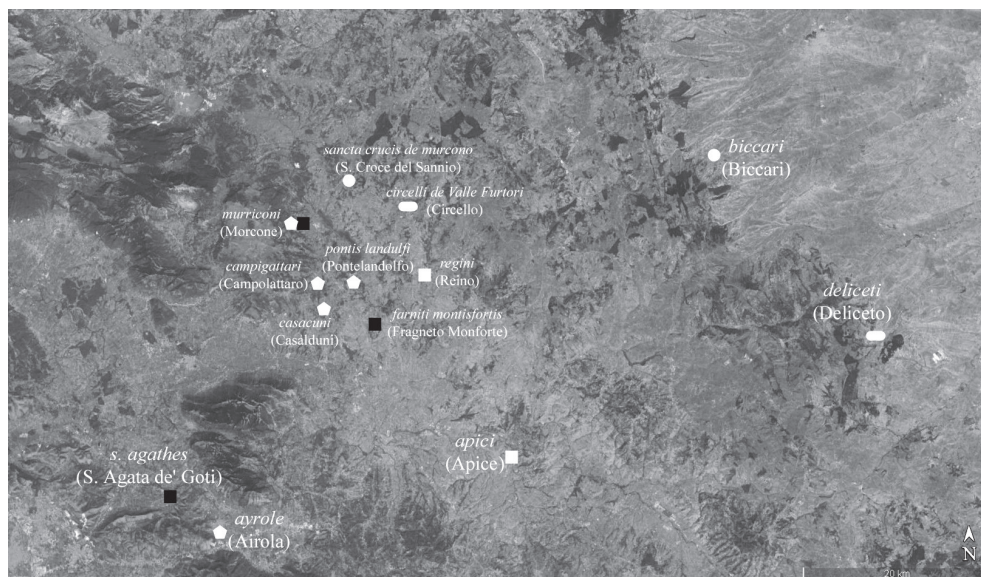 sancta crucis de murcono
(S. Croce del Sannio)
biccari
(Biccari)
circelli de Valle Furtori
(Circello)
murriconi
(Morcone)
pontis landulfi
(Pontelandolfo)
campigattari
(Campolattaro)
regini
(Reino)
deliceti
(Deliceto)
casacuni
(Casalduni)
farniti montisfortis
(Fragneto Monforte)
apici
(Apice)
s. agathes
(S. Agata de' Goti)
ayrole
(Airola)
N
20 km